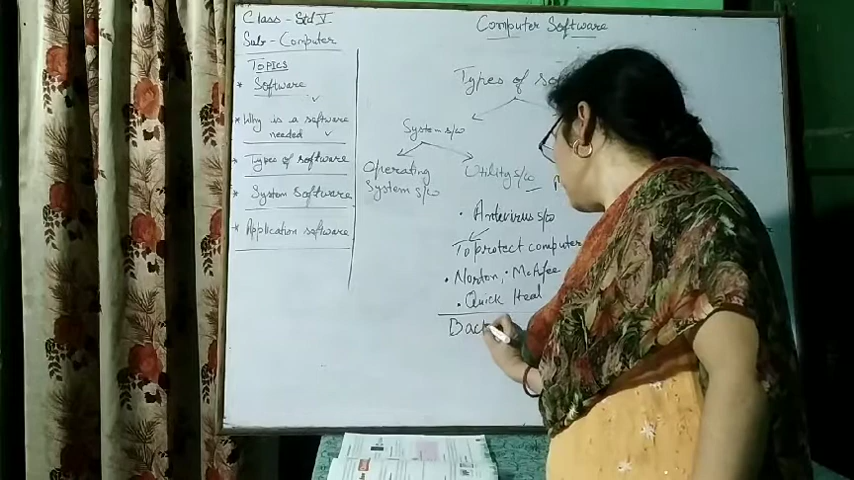 Class - Std V
Sub - Computer
Topics
* Software
* Why is a software
needed
* Types of software
* System software
* Application software
Computer Software
Types of
System s/w
Operating
System s/w
Utility s/w
• Antivirus s/w
To protect computer
• Norton, • McAfee
• Quick Heal
Back